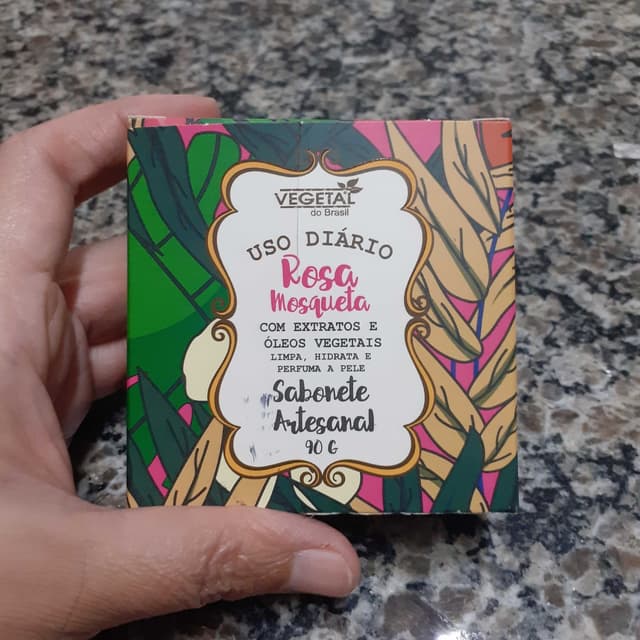 VEGETAL
do Brasil
USO DIÁRIO
Rosa
Mosqueta
COM EXTRATOS E
ÓLEOS VEGETAIS
LIMPA, HIDRATA E
PERFUMA A PELE
Sabonete
Artesanal
90 G